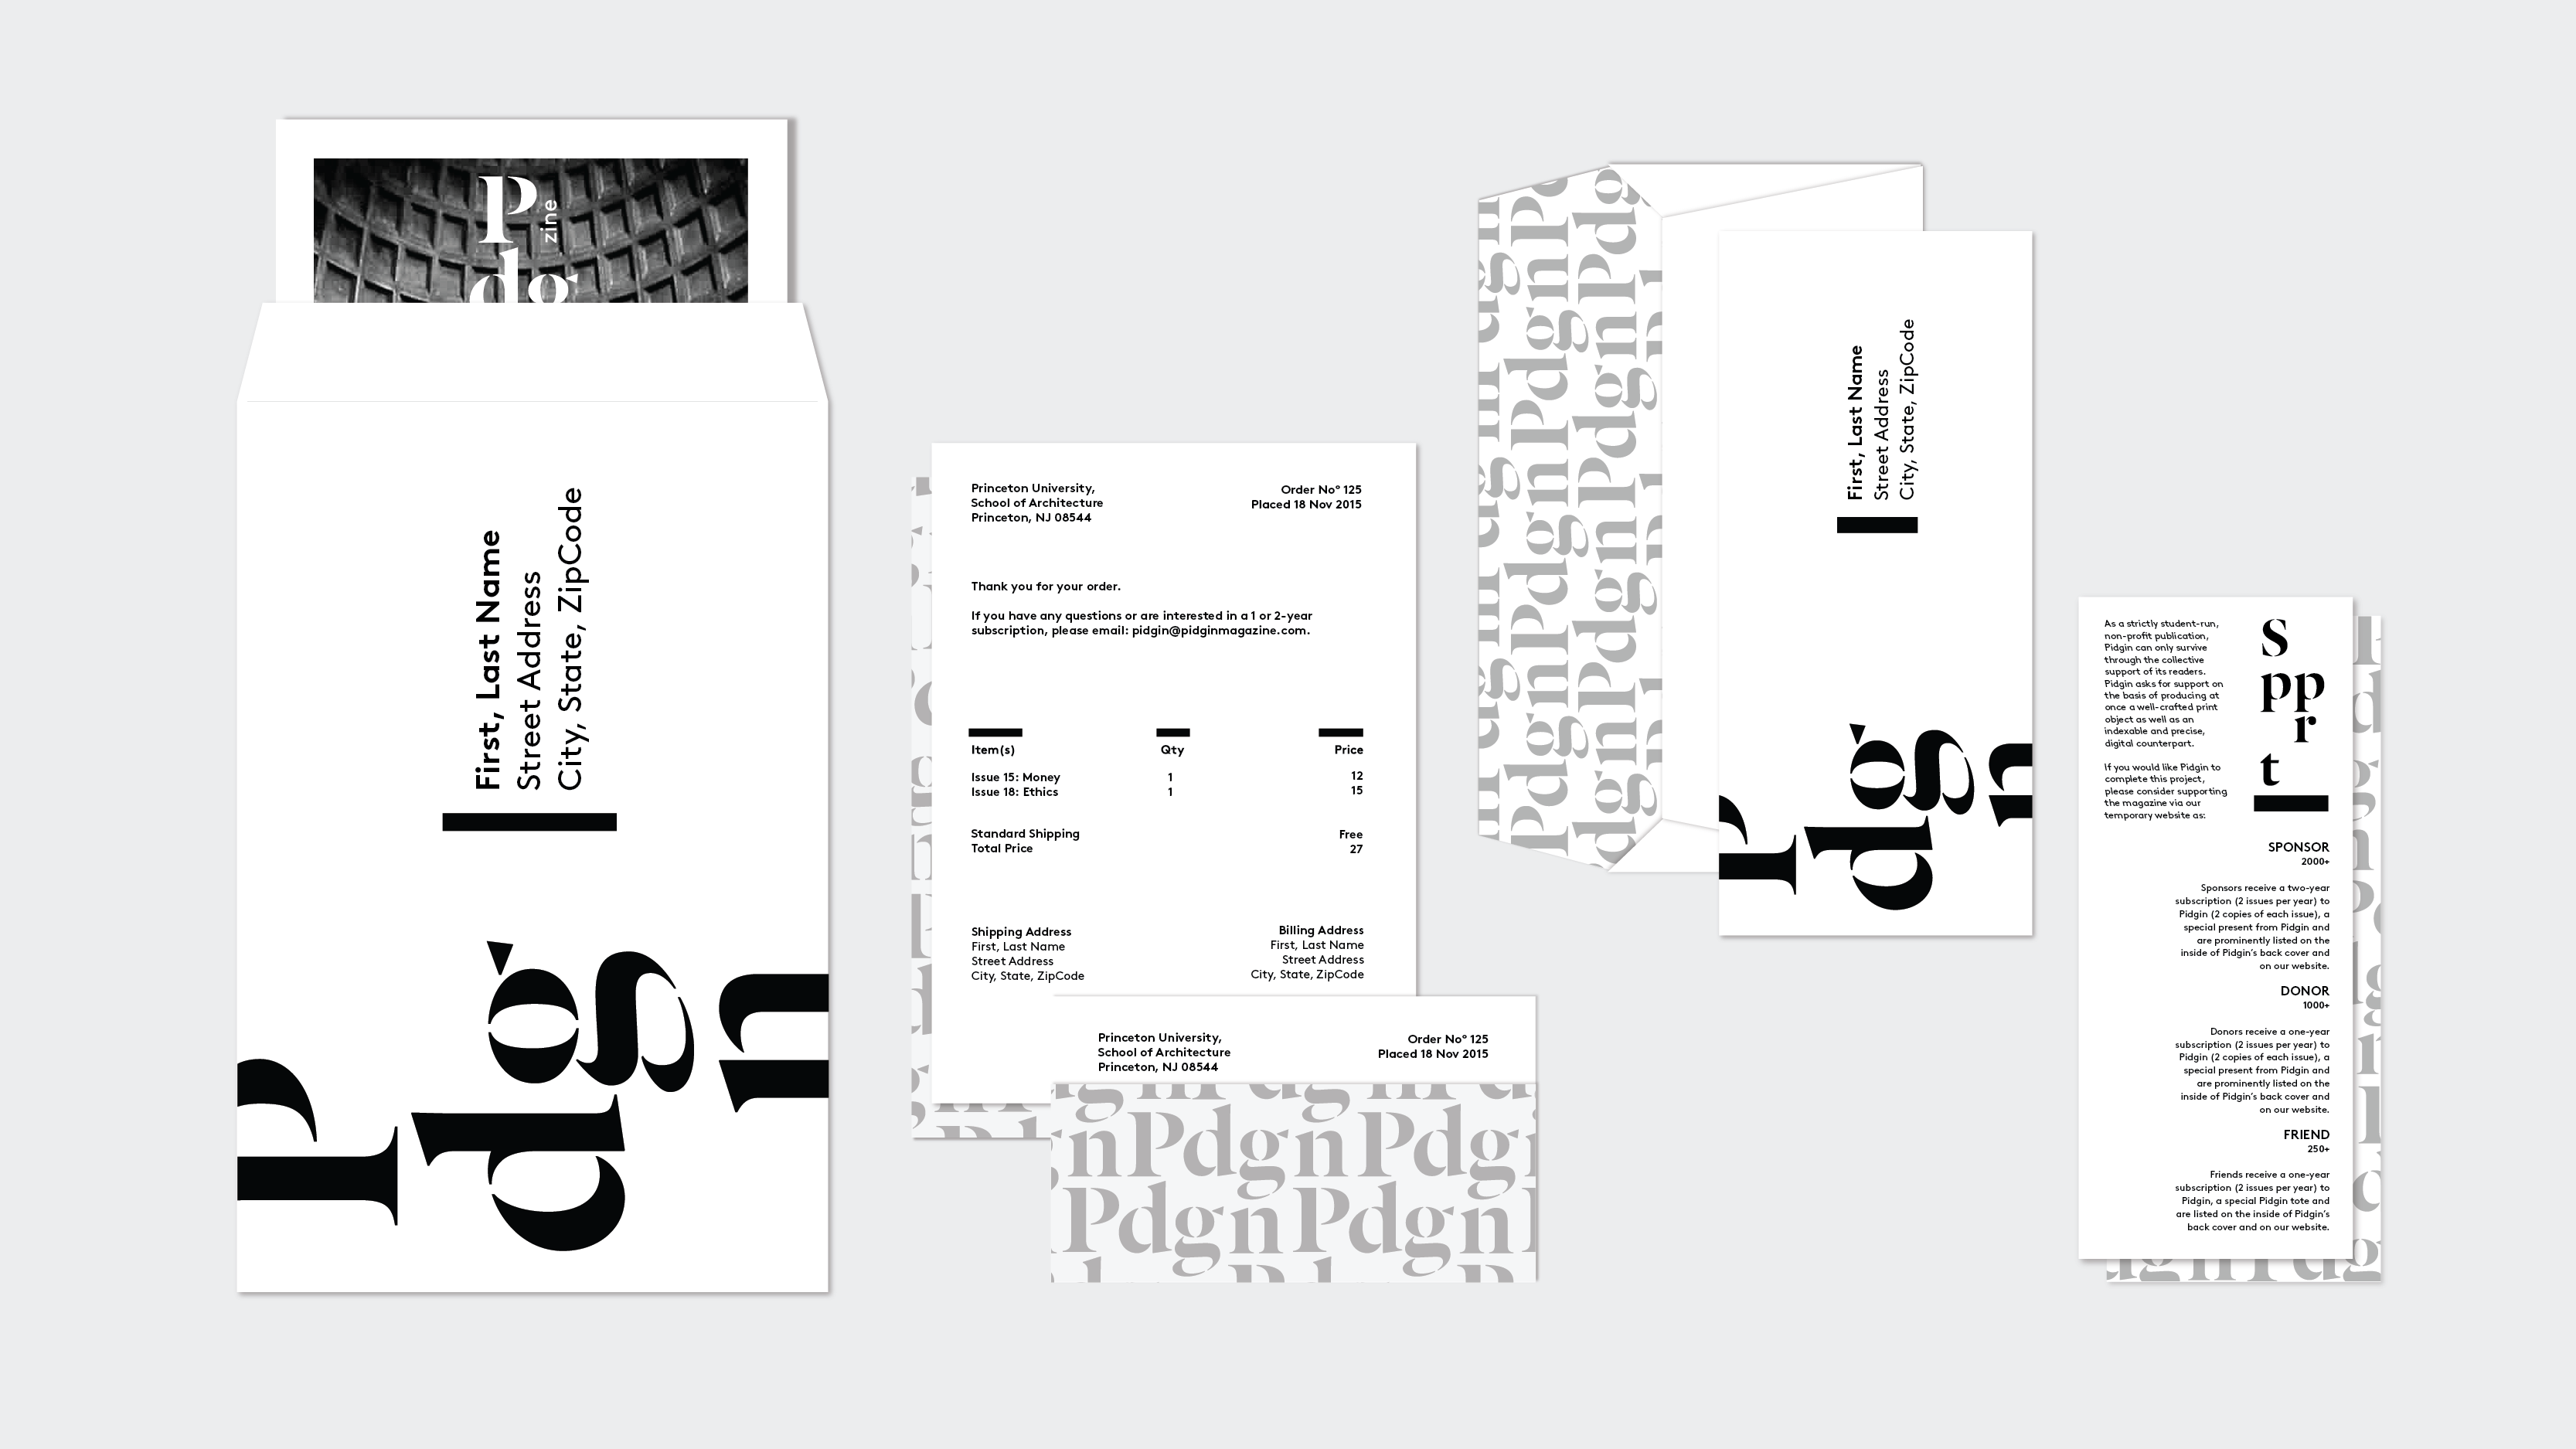 P
zine
dg
First, Last Name
Street Address
City, State, ZipCode
P
dg
n
Princeton University,
School of Architecture
Princeton, NJ 08544
Order Noº 125
Placed 18 Nov 2015
Thank you for your order.
If you have any questions or are interested in a 1 or 2-year
subscription, please email: pidgin@pidginmagazine.com.
Item(s) Qty Price
Issue 15: Money 1 12
Issue 18: Ethics 1 15
Standard Shipping Free
Total Price 27
Shipping Address
First, Last Name
Street Address
City, State, ZipCode
Billing Address
First, Last Name
Street Address
City, State, ZipCode
Princeton University,
School of Architecture
Princeton, NJ 08544
Order Noº 125
Placed 18 Nov 2015
nPdgnPdg
PdgnPdgn
PdgnPdgn
PdgnPdgn
First, Last Name
Street Address
City, State, ZipCode
P
dg
n
As a strictly student-run,
non-profit publication,
Pidgin can only survive
through the collective
support of its readers.
Pidgin asks for support on
the basis of producing at
once a well-crafted print
object as well as an
indexable and precise,
digital counterpart.
If you would like Pidgin to
complete this project,
please consider supporting
the magazine via our
temporary website as:
S
pp
r
t
SPONSOR
2000+
Sponsors receive a two-year
subscription (2 issues per year) to
Pidgin (2 copies of each issue), a
special present from Pidgin and
are prominently listed on the
inside of Pidgin's back cover and
on our website.
DONOR
1000+
Donors receive a one-year
subscription (2 issues per year) to
Pidgin (2 copies of each issue), a
special present from Pidgin and
are prominently listed on the
inside of Pidgin's back cover and
on our website.
FRIEND
250+
Friends receive a one-year
subscription (2 issues per year) to
Pidgin, a special Pidgin tote and
are listed on the inside of Pidgin's
back cover and on our website.